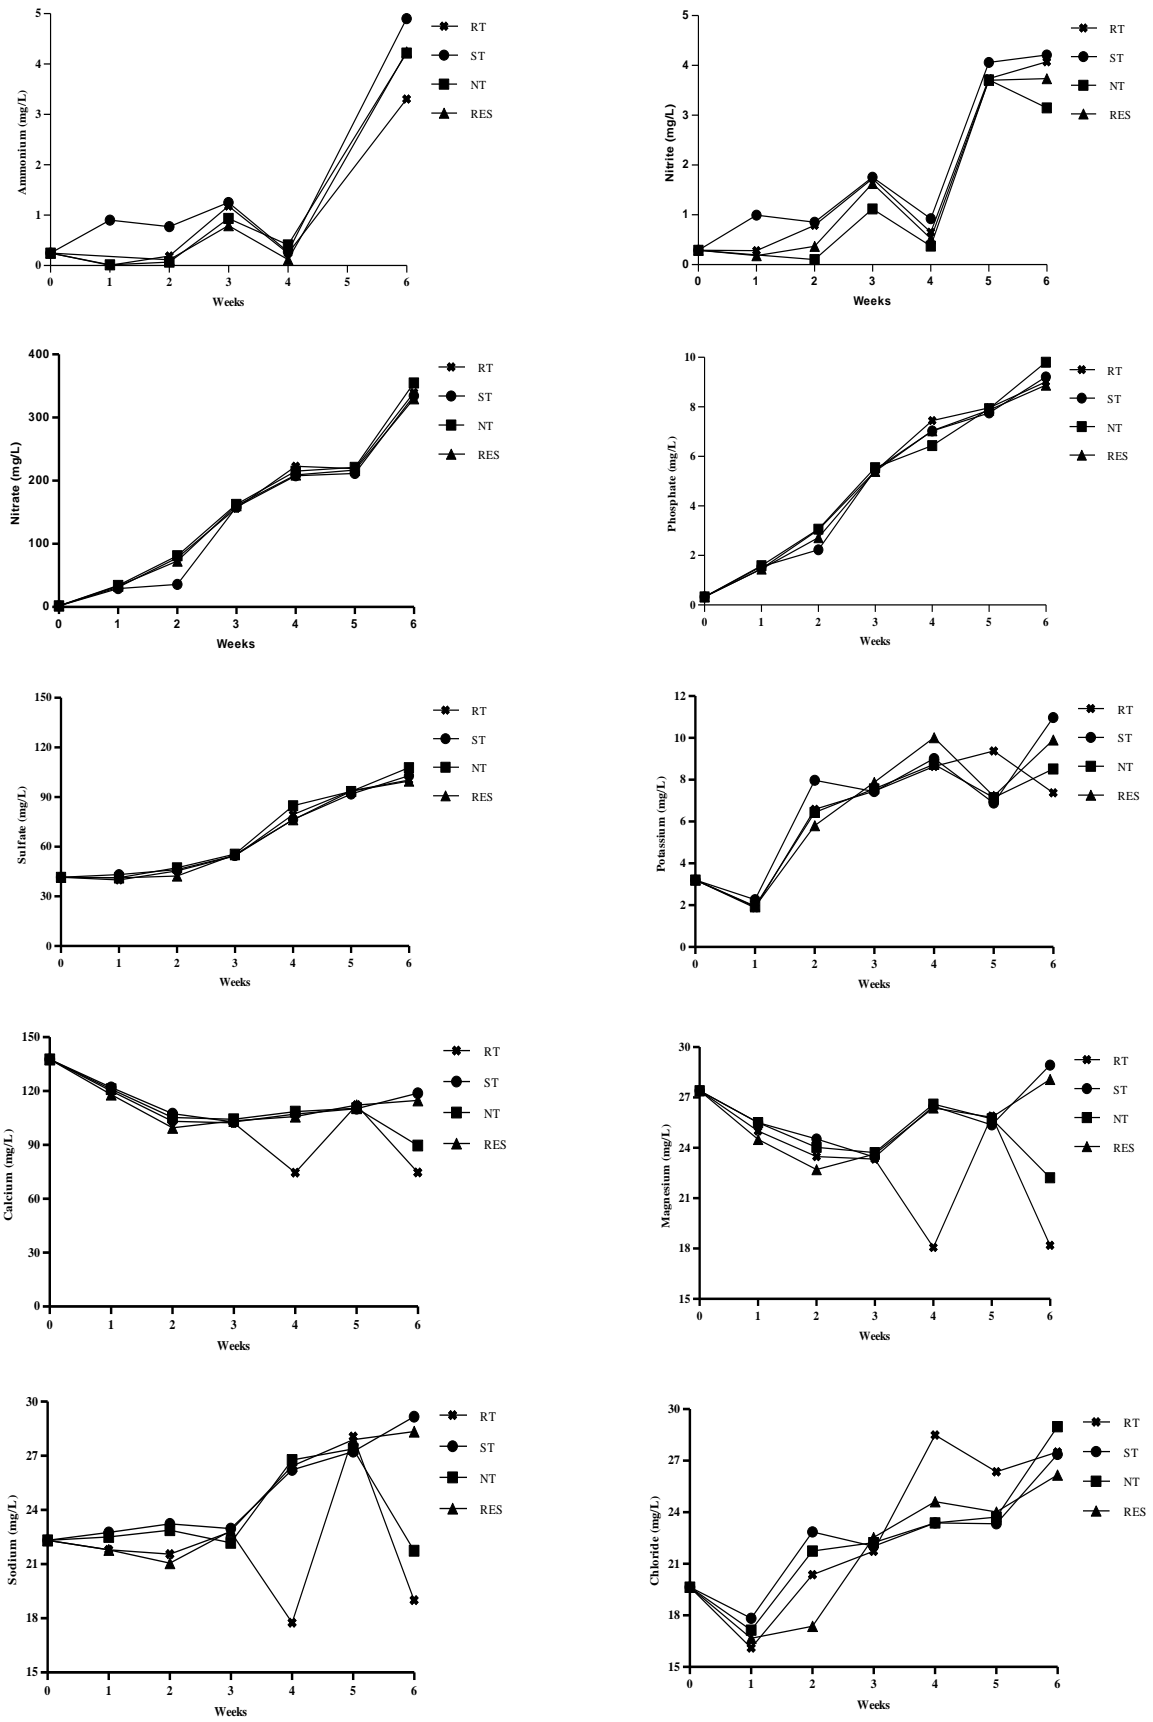 5
4
3
2
1
0
Ammonium (mg/L)
0 1 2 3 4 5 6
Weeks
RT
ST
NT
RES
5
4
3
2
1
0
Nitrite (mg/L)
0 1 2 3 4 5 6
Weeks
RT
ST
NT
RES
400
300
200
100
0
Nitrate (mg/L)
0 1 2 3 4 5 6
Weeks
RT
ST
NT
RES
10
8
6
4
2
0
Phosphate (mg/L)
0 1 2 3 4 5 6
Weeks
RT
ST
NT
RES
150
120
90
60
30
0
Sulfate (mg/L)
0 1 2 3 4 5 6
Weeks
RT
ST
NT
RES
12
10
8
6
4
2
0
Potassium (mg/L)
0 1 2 3 4 5 6
Weeks
RT
ST
NT
RES
150
120
90
60
30
0
Calcium (mg/L)
0 1 2 3 4 5 6
Weeks
RT
ST
NT
RES
30
27
24
21
18
15
Magnesium (mg/L)
0 1 2 3 4 5 6
Weeks
RT
ST
NT
RES
30
27
24
21
18
15
Sodium (mg/L)
0 1 2 3 4 5 6
Weeks
RT
ST
NT
RES
30
27
24
21
18
15
Chloride (mg/L)
0 1 2 3 4 5 6
Weeks
RT
ST
NT
RES